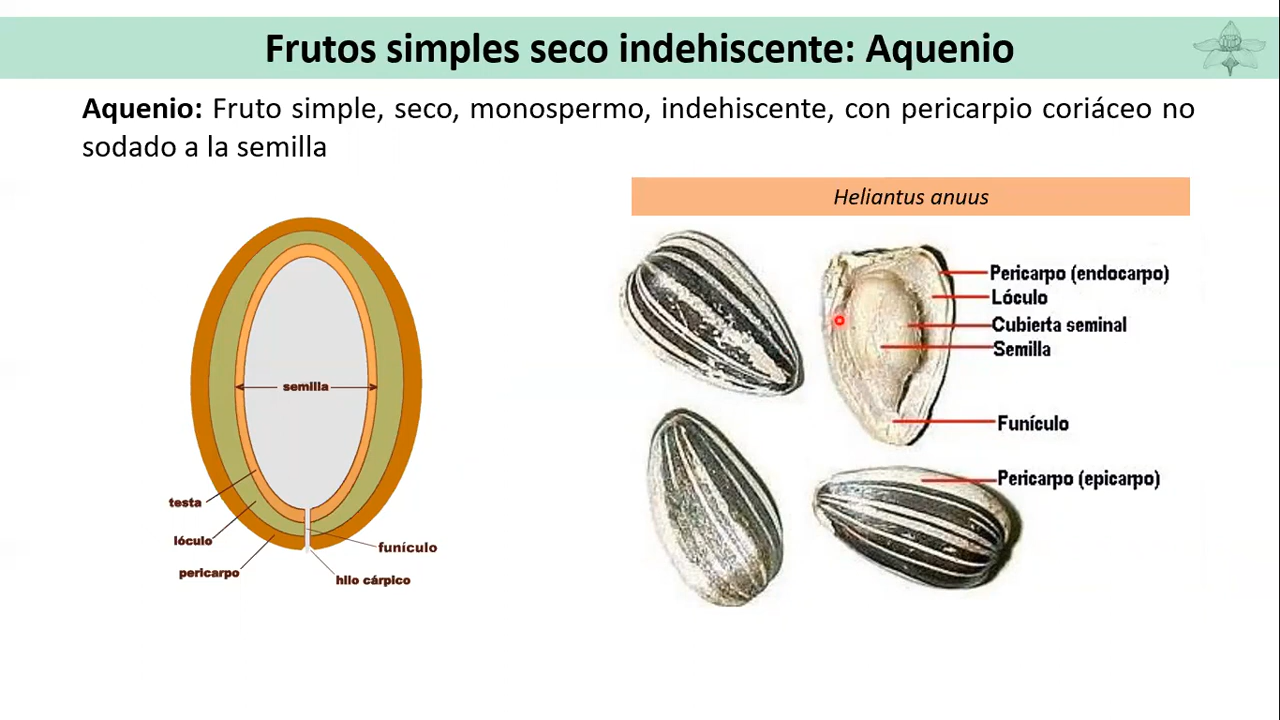 Frutos simples seco indehiscente: Aquenio
Aquenio: Fruto simple, seco, monospermo, indehiscente, con pericarpio coriáceo no
sodado a la semilla
Heliantus anuus
semilla
testa
lóculo
pericarpo
funículo
hilo cárpico
Pericarpo (endocarpo)
Lóculo
Cubierta seminal
Semilla
Funículo
Pericarpo (epicarpo)